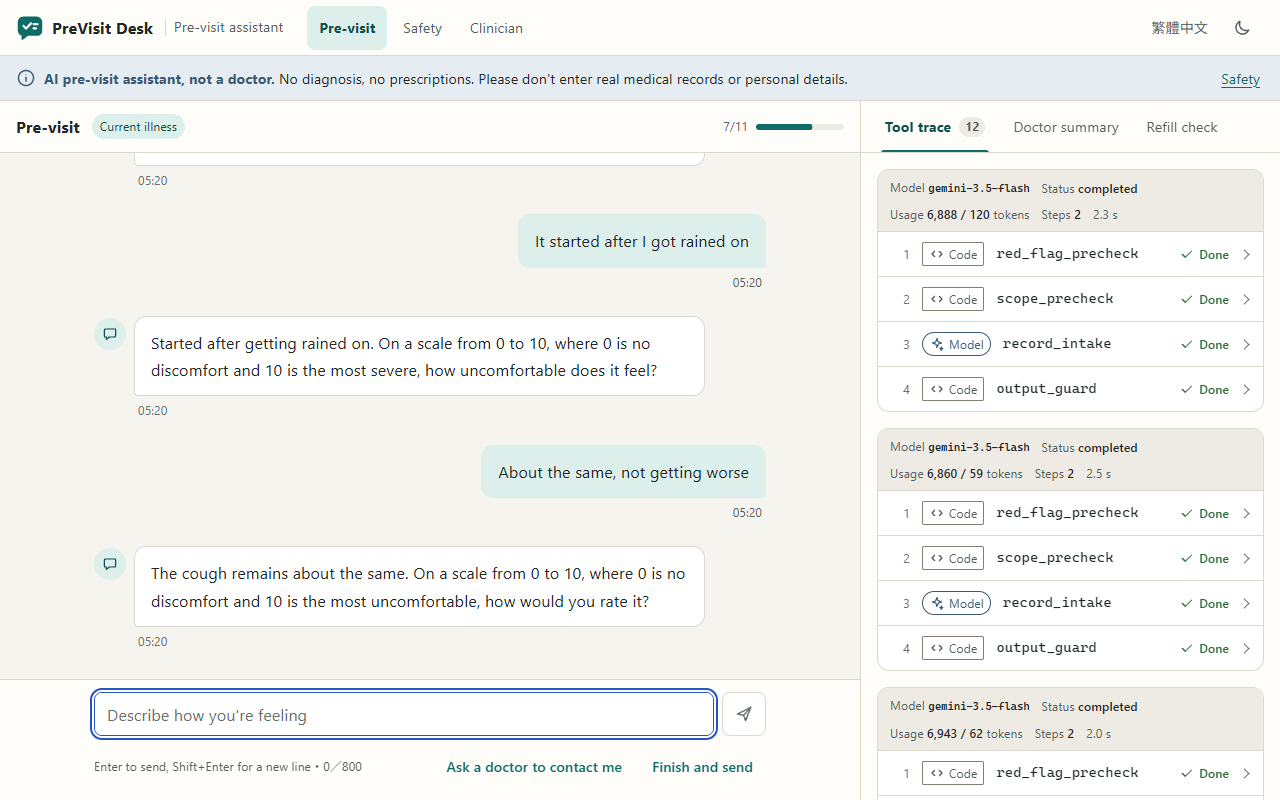 PreVisit Desk
Pre-visit assistant
Pre-visit
Safety
Clinician
繁體中文
AI pre-visit assistant, not a doctor. No diagnosis, no prescriptions. Please don't enter real medical records or personal details.
Safety
Pre-visit
Current illness
7/11
05:20
It started after I got rained on
05:20
Started after getting rained on. On a scale from 0 to 10, where 0 is no
discomfort and 10 is the most severe, how uncomfortable does it feel?
05:20
About the same, not getting worse
05:20
The cough remains about the same. On a scale from 0 to 10, where 0 is no
discomfort and 10 is the most uncomfortable, how would you rate it?
05:20
Describe how you're feeling
Enter to send, Shift+Enter for a new line • 0／800
Ask a doctor to contact me
Finish and send
Tool trace 12
Doctor summary
Refill check
Model gemini-3.5-flash Status completed
Usage 6,888 / 120 tokens Steps 2 2.3 s
1 Code red_flag_precheck Done
2 Code scope_precheck Done
3 Model record_intake Done
4 Code output_guard Done
Model gemini-3.5-flash Status completed
Usage 6,860 / 59 tokens Steps 2 2.5 s
1 Code red_flag_precheck Done
2 Code scope_precheck Done
3 Model record_intake Done
4 Code output_guard Done
Model gemini-3.5-flash Status completed
Usage 6,943 / 62 tokens Steps 2 2.0 s
1 Code red_flag_precheck Done